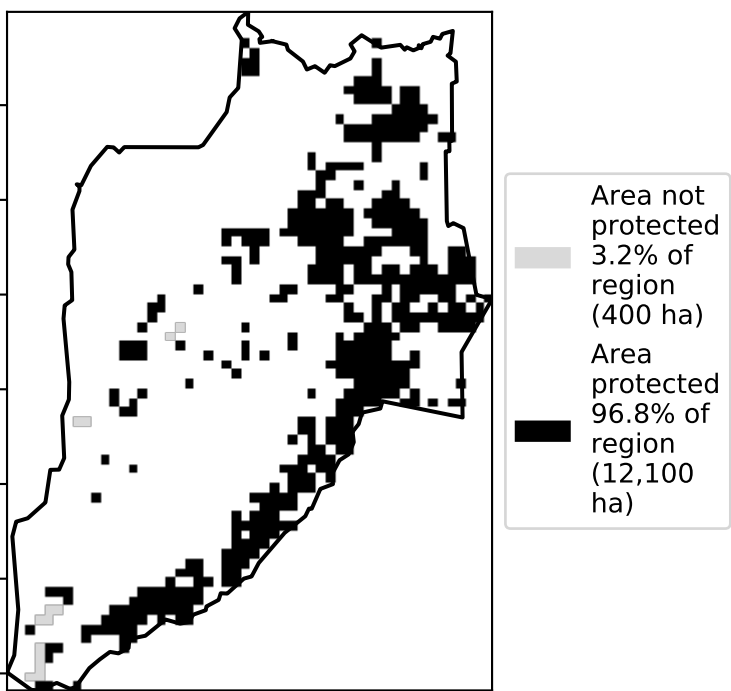 Area not
protected
3.2% of
region
(400 ha)
Area
protected
96.8% of
region
(12,100
ha)